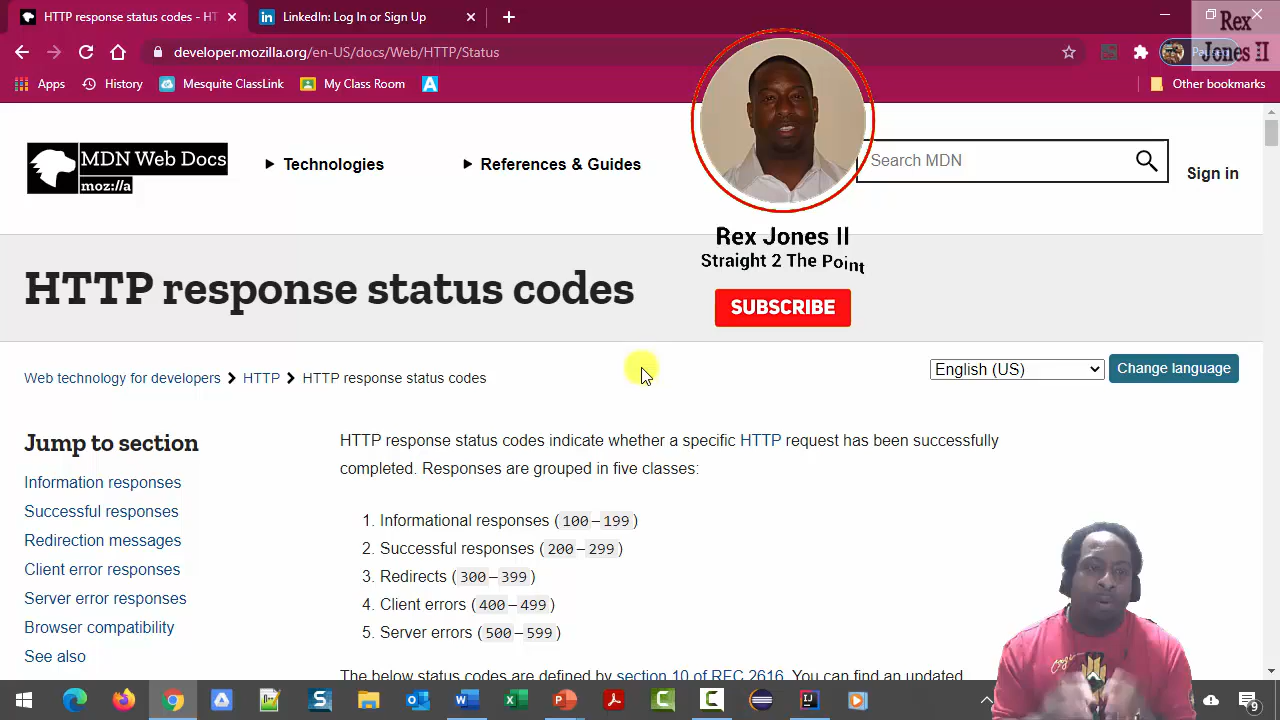 HTTP response status codes - HT
LinkedIn: Log In or Sign Up
Rex
Jones II
developer.mozilla.org/en-US/docs/Web/HTTP/Status
Apps
History
Mesquite ClassLink
My Class Room
Other bookmarks
MDN Web Docs
moz://a
Technologies
References & Guides
Search MDN
Sign in
Rex Jones II
Straight 2 The Point
SUBSCRIBE
HTTP response status codes
Web technology for developers
HTTP
HTTP response status codes
English (US)
Change language
Jump to section
Information responses
Successful responses
Redirection messages
Client error responses
Server error responses
Browser compatibility
See also
HTTP response status codes indicate whether a specific HTTP request has been successfully
completed. Responses are grouped in five classes:
1. Informational responses (100–199)
2. Successful responses (200–299)
3. Redirects (300–399)
4. Client errors (400–499)
5. Server errors (500–599)
The below status codes are defined by section 10 of RFC 2616. You can find an updated
9